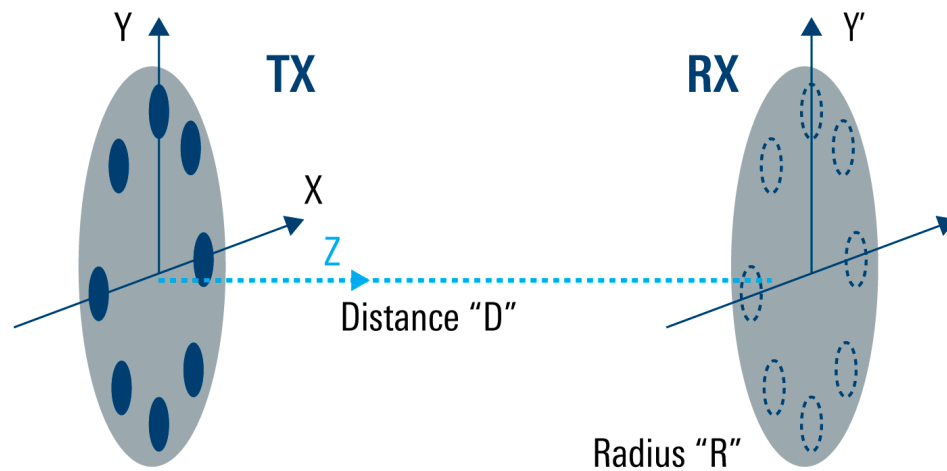 Y
TX
RX
Y’
X
Z
Distance “D”
Radius “R”